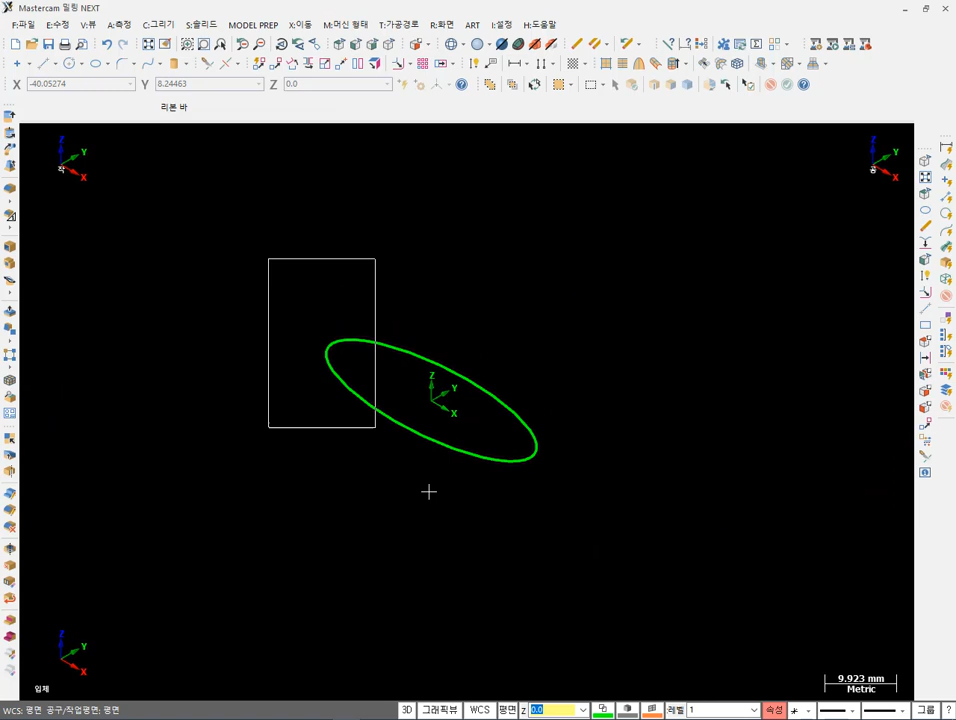 Mastercam 밀링 NEXT
F:파일 E:수정 V:뷰 A:측정 C:그리기 S:솔리드 MODEL PREP X:이동 M:머신 형태 T:가공경로 R:화면 ART I:설정 H:도움말
X -40.05274 Y 8.24463 Z 0.0
리본 바
Z Y X
Z Y X
Z Y X
Z Y X
입체
9.923 mm
Metric
WCS: 평면 공구/작업평면: 평면 3D 그래픽뷰 WCS 평면 Z 0.0 레벨 1 속성 그룹 ?